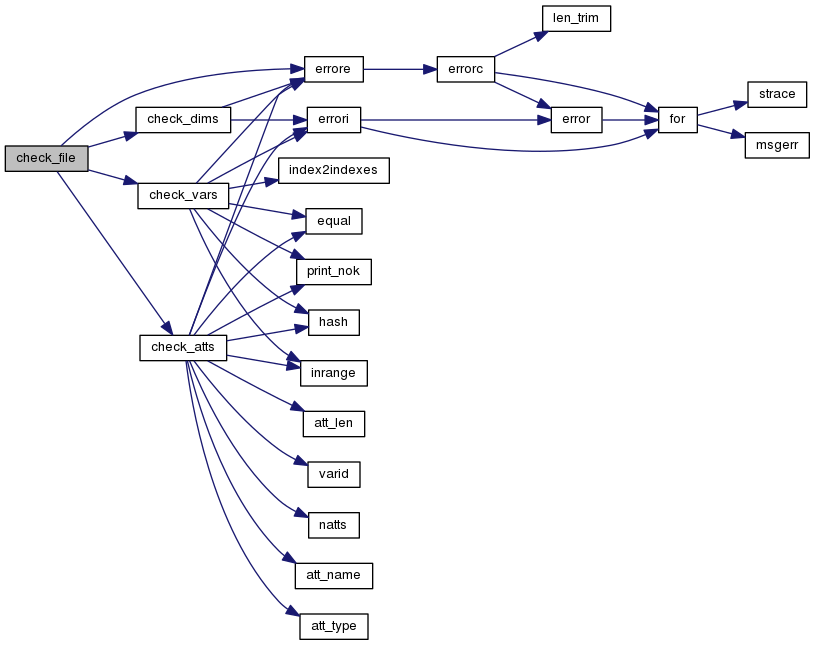 len_trim
errore
errorc
strace
check_dims
errori
error
for
msgerr
check_file
index2indexes
check_vars
equal
print_nok
hash
check_atts
inrange
att_len
varid
natts
att_name
att_type